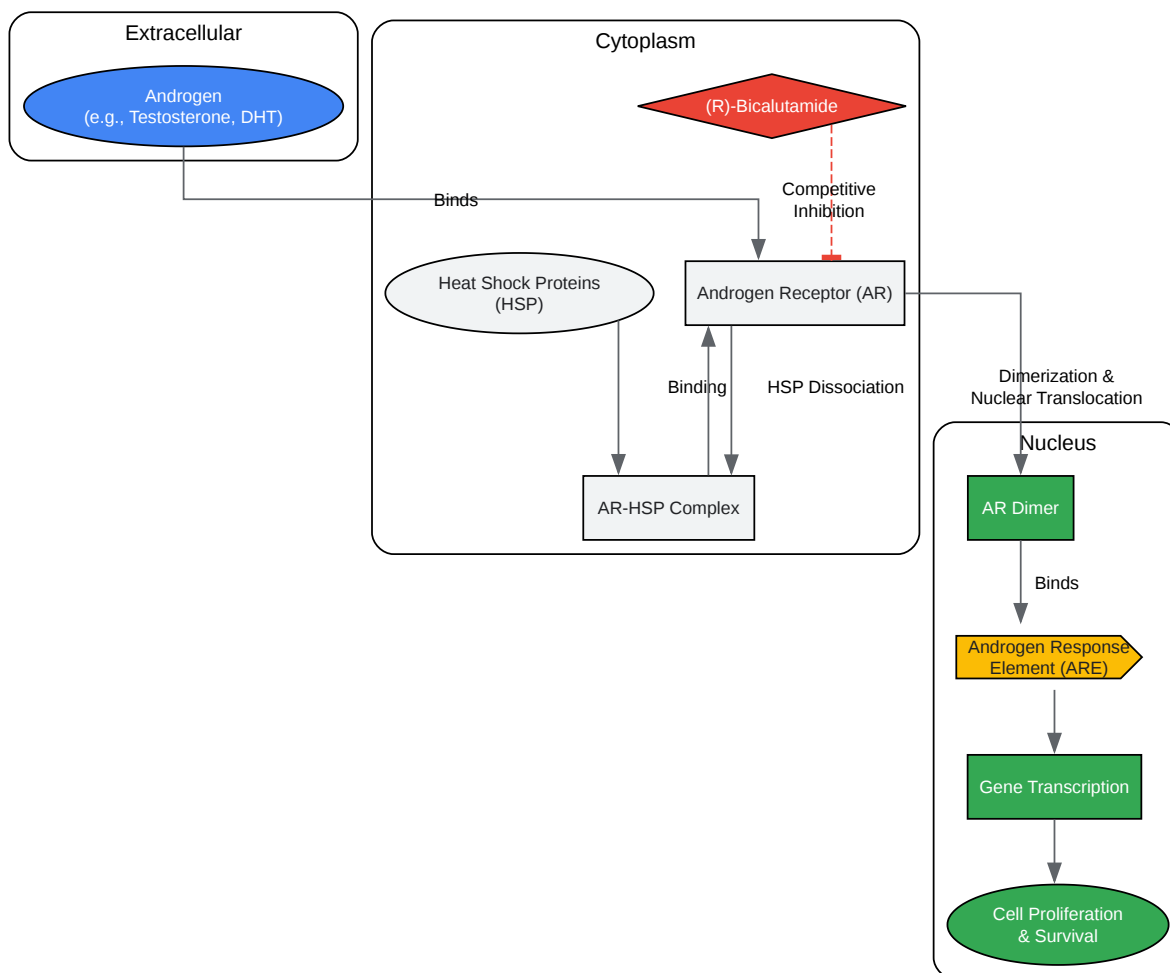 Extracellular
Androgen
(e.g., Testosterone, DHT)
Cytoplasm
(R)-Bicalutamide
Binds
Competitive
Inhibition
Heat Shock Proteins
(HSP)
Androgen Receptor (AR)
Binding
HSP Dissociation
Dimerization &
Nuclear Translocation
AR-HSP Complex
Nucleus
AR Dimer
Binds
Androgen Response
Element (ARE)
Gene Transcription
Cell Proliferation
& Survival